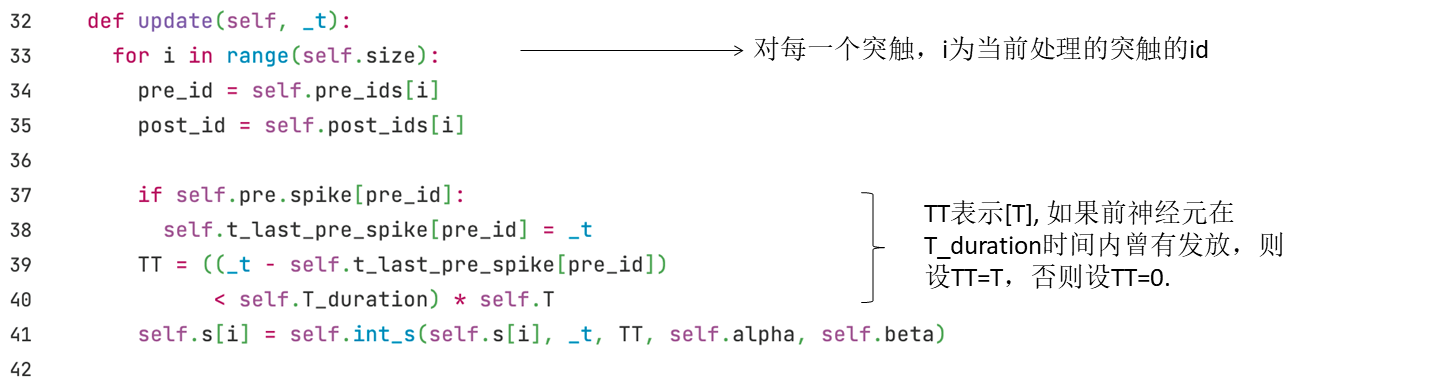 32 def update(self, _t):
33 for i in range(self.size):
对每一个突触，i为当前处理的突触的id
34 pre_id = self.pre_ids[i]
35 post_id = self.post_ids[i]
36
37 if self.pre.spike[pre_id]:
38 self.t_last_pre_spike[pre_id] = _t
39 TT = ((_t - self.t_last_pre_spike[pre_id])
40 < self.T_duration) * self.T
TT表示[T], 如果前神经元在
T_duration时间内曾有发放，则
设TT=T，否则设TT=0.
41 self.s[i] = self.int_s(self.s[i], _t, TT, self.alpha, self.beta)
42